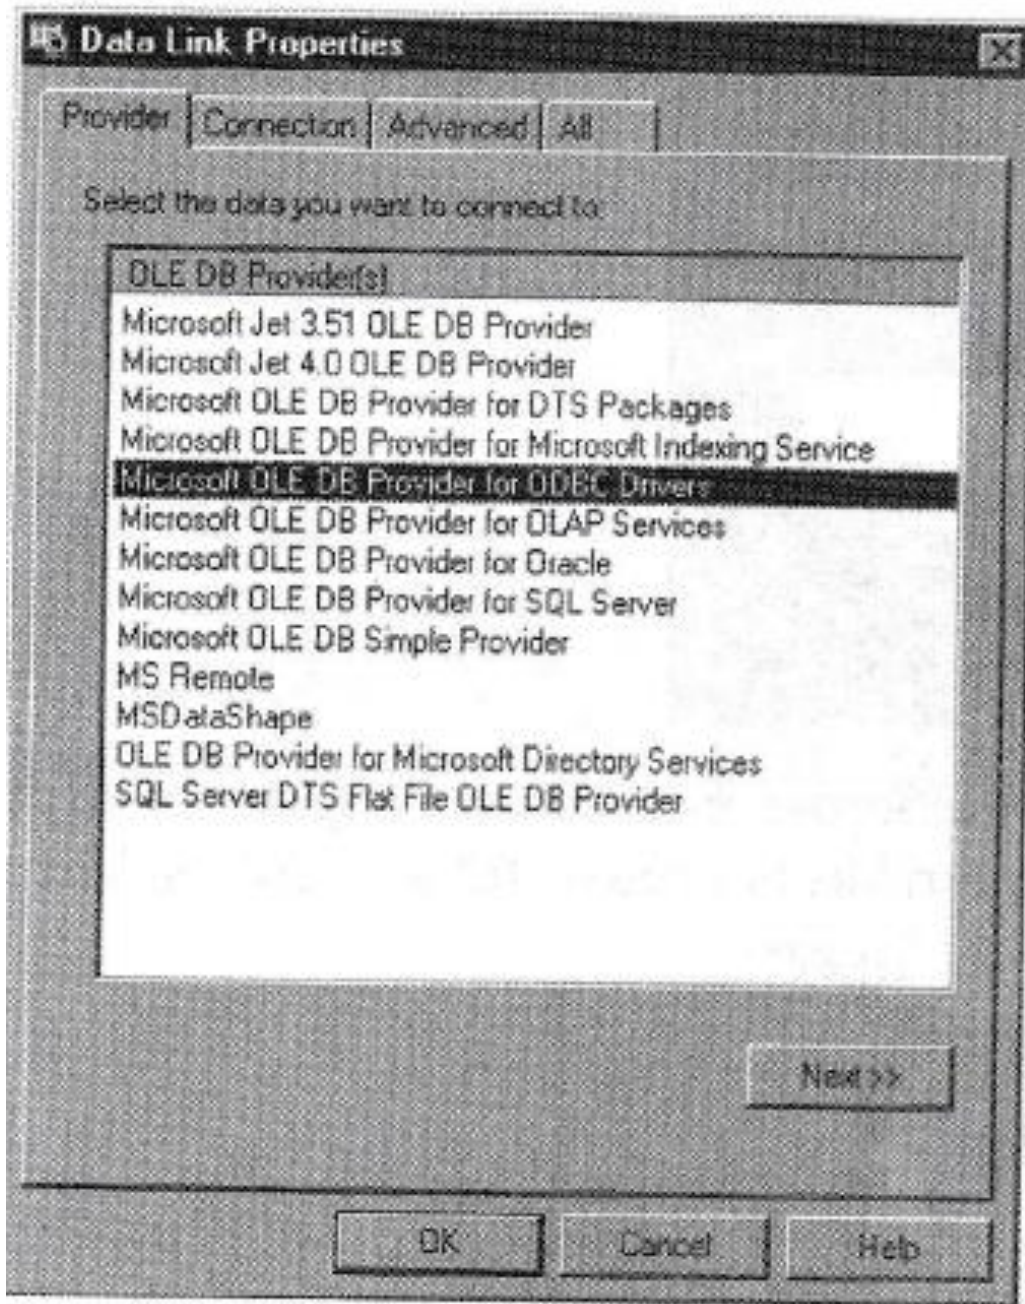 Data Link Properties
Provider Connection Advanced All
Select the data you want to connect to:
OLE DB Provider(s)
Microsoft Jet 3.51 OLE DB Provider
Microsoft Jet 4.0 OLE DB Provider
Microsoft OLE DB Provider for DTS Packages
Microsoft OLE DB Provider for Microsoft Indexing Service
Microsoft OLE DB Provider for ODBC Drivers
Microsoft OLE DB Provider for OLAP Services
Microsoft OLE DB Provider for Oracle
Microsoft OLE DB Provider for SQL Server
Microsoft OLE DB Simple Provider
MS Remote
MSDataShape
OLE DB Provider for Microsoft Directory Services
SQL Server DTS Flat File OLE DB Provider
Next >>
OK Cancel Help